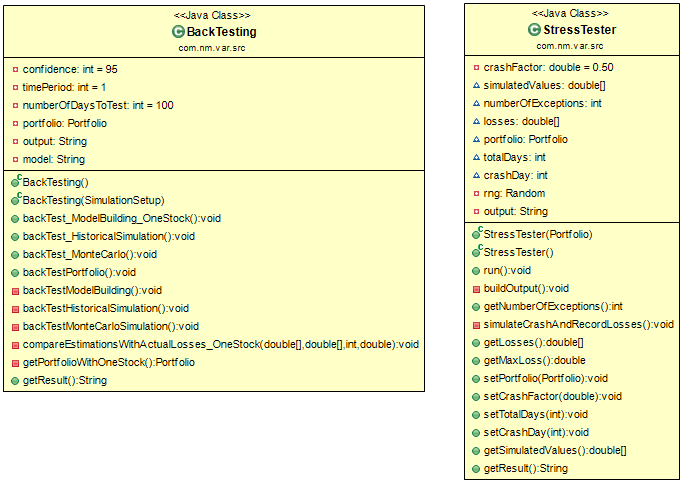 <<Java Class>>
BackTesting
com.nm.var.src
confidence: int = 95
timePeriod: int = 1
numberOfDaysToTest: int = 100
portfolio: Portfolio
output: String
model: String
BackTesting()
BackTesting(SimulationSetup)
backTest_ModelBuilding_OneStock():void
backTest_HistoricalSimulation():void
backTest_MonteCarlo():void
backTestPortfolio():void
backTestModelBuilding():void
backTestHistoricalSimulation():void
backTestMonteCarloSimulation():void
compareEstimationsWithActualLosses_OneStock(double[],double[],int,double):void
getPortfolioWithOneStock():Portfolio
getResult():String
<<Java Class>>
StressTester
com.nm.var.src
crashFactor: double = 0.50
simulatedValues: double[]
numberOfExceptions: int
losses: double[]
portfolio: Portfolio
totalDays: int
crashDay: int
rng: Random
output: String
StressTester(Portfolio)
StressTester()
run():void
buildOutput():void
getNumberOfExceptions():int
simulateCrashAndRecordLosses():void
getLosses():double[]
getMaxLoss():double
setPortfolio(Portfolio):void
setCrashFactor(double):void
setTotalDays(int):void
setCrashDay(int):void
getSimulatedValues():double[]
getResult():String